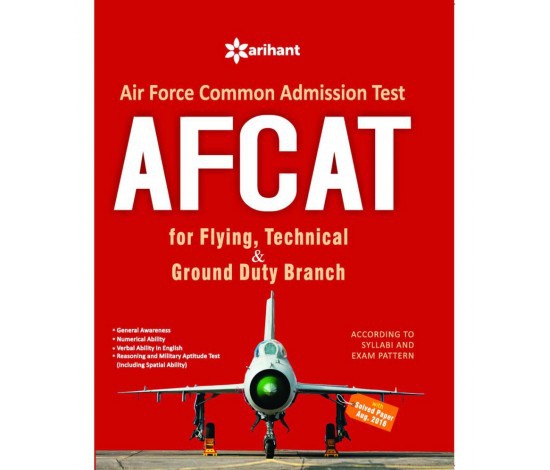 arihant
Air Force Common Admission Test
AFCAT
for Flying, Technical
&
Ground Duty Branch
• General Awareness
• Numerical Ability
• Verbal Ability in English
• Reasoning and Military Aptitude Test
(Including Spatial Ability)
ACCORDING TO
SYLLABI AND
EXAM PATTERN
with
Solved Paper
Aug. 2016